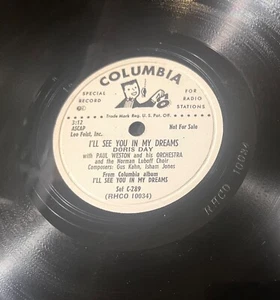 COLUMBIA
SPECIAL
RECORD
FOR
RADIO
STATIONS
Trade Mark Reg. U. S. Pat. Off.
3:12
ASCAP
Leo Feist, Inc.
Not For Sale
I'LL SEE YOU IN MY DREAMS
DORIS DAY
with PAUL WESTON and his ORCHESTRA
and the Norman Luboff Choir
Composers: Gus Kahn, Isham Jones
From Columbia album
I'LL SEE YOU IN MY DREAMS
Set C-289
(RHCO 10034)
RHCO 10034